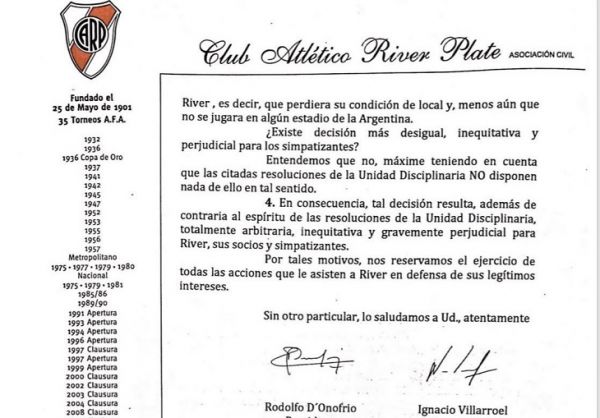 CARP
Club Atlético River Plate ASOCIACIÓN CIVIL
Fundado el
25 de Mayo de 1901
35 Torneos A.F.A.
1932
1936
1936 Copa de Oro
1937
1941
1942
1945
1947
1952
1953
1955
1956
1957
Metropolitano
1975 - 1977 - 1979 - 1980
Nacional
1975 - 1979 - 1981
1985/86
1989/90
1991 Apertura
1993 Apertura
1994 Apertura
1996 Apertura
1997 Clausura
1997 Apertura
1999 Apertura
2000 Clausura
2002 Clausura
2003 Clausura
2004 Clausura
2008 Clausura
River , es decir, que perdiera su condición de local y, menos aún que
no se jugara en algún estadio de la Argentina.
¿Existe decisión más desigual, inequitativa y
perjudicial para los simpatizantes?
Entendemos que no, máxime teniendo en cuenta
que las citadas resoluciones de la Unidad Disciplinaria NO disponen
nada de ello en tal sentido.
4. En consecuencia, tal decisión resulta, además de
contraria al espíritu de las resoluciones de la Unidad Disciplinaria,
totalmente arbitraria, inequitativa y gravemente perjudicial para
River, sus socios y simpatizantes.
Por tales motivos, nos reservamos el ejercicio de
todas las acciones que le asisten a River en defensa de sus legítimos
intereses.
Sin otro particular, lo saludamos a Ud., atentamente
Rodolfo D´Onofrio
Ignacio Villarroel